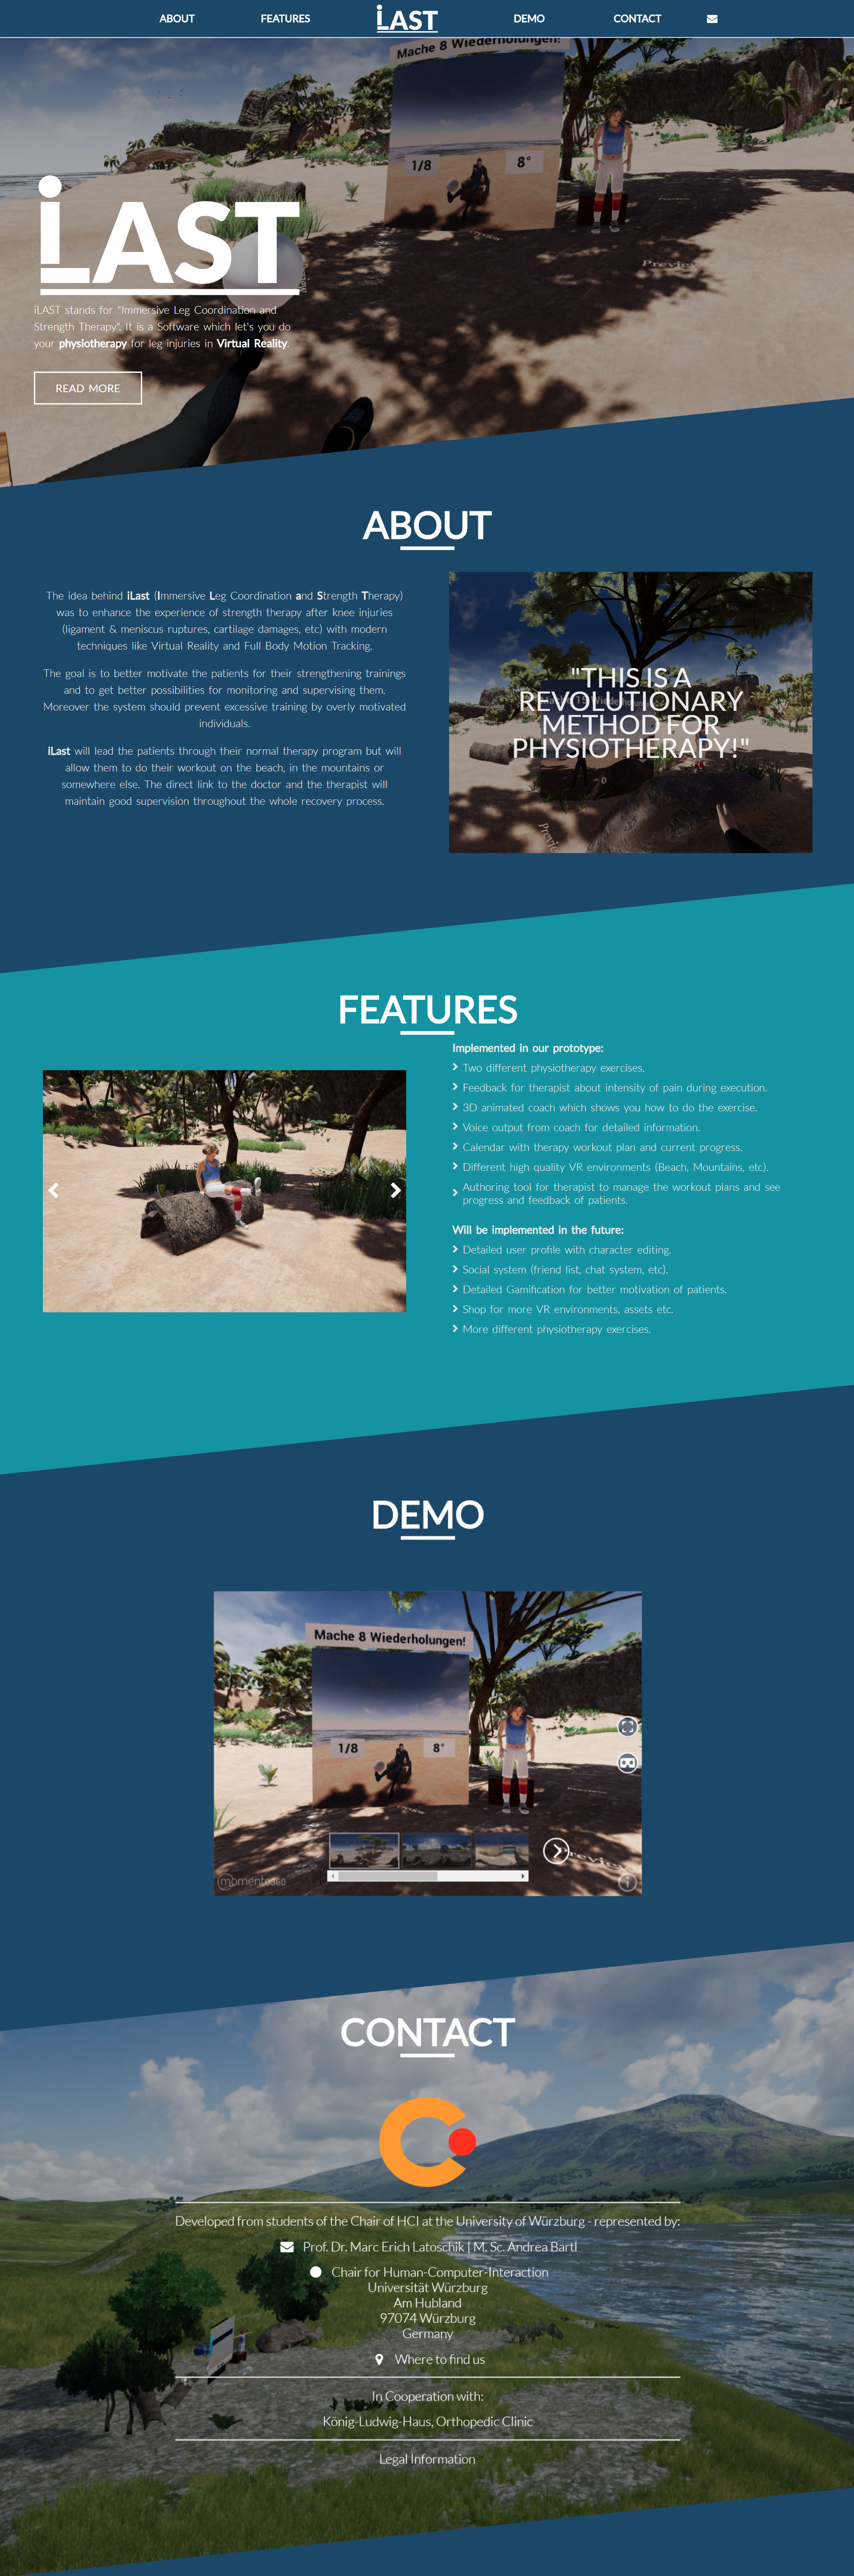 ABOUT
FEATURES
iLAST
DEMO
CONTACT
Mache 8 Wiederholungen!
1/8
8°
Preview
iLAST
iLAST stands for "Immersive Leg Coordination and
Strength Therapy". It is a Software which let's you do
your physiotherapy for leg injuries in Virtual Reality.
READ MORE
ABOUT
The idea behind iLast (Immersive Leg Coordination and Strength Therapy)
was to enhance the experience of strength therapy after knee injuries
(ligament & meniscus ruptures, cartilage damages, etc) with modern
techniques like Virtual Reality and Full Body Motion Tracking.
The goal is to better motivate the patients for their strengthening trainings
and to get better possibilities for monitoring and supervising them.
Moreover the system should prevent excessive training by overly motivated
individuals.
iLast will lead the patients through their normal therapy program but will
allow them to do their workout on the beach, in the mountains or
somewhere else. The direct link to the doctor and the therapist will
maintain good supervision throughout the whole recovery process.
"THIS IS A
REVOLUTIONARY
METHOD FOR
PHYSIOTHERAPY!"
FEATURES
Implemented in our prototype:
Two different physiotherapy exercises.
Feedback for therapist about intensity of pain during execution.
3D animated coach which shows you how to do the exercise.
Voice output from coach for detailed information.
Calendar with therapy workout plan and current progress.
Different high quality VR environments (Beach, Mountains, etc).
Authoring tool for therapist to manage the workout plans and see
progress and feedback of patients.
Will be implemented in the future:
Detailed user profile with character editing.
Social system (friend list, chat system, etc).
Detailed Gamification for better motivation of patients.
Shop for more VR environments, assets etc.
More different physiotherapy exercises.
DEMO
Mache 8 Wiederholungen!
1/8
8°
Preview
momento360
CONTACT
Developed from students of the Chair of HCI at the University of Würzburg - represented by:
Prof. Dr. Marc Erich Latoschik | M. Sc. Andrea Bartl
Chair for Human-Computer-Interaction
Universität Würzburg
Am Hubland
97074 Würzburg
Germany
Where to find us
In Cooperation with:
König-Ludwig-Haus, Orthopedic Clinic
Legal Information